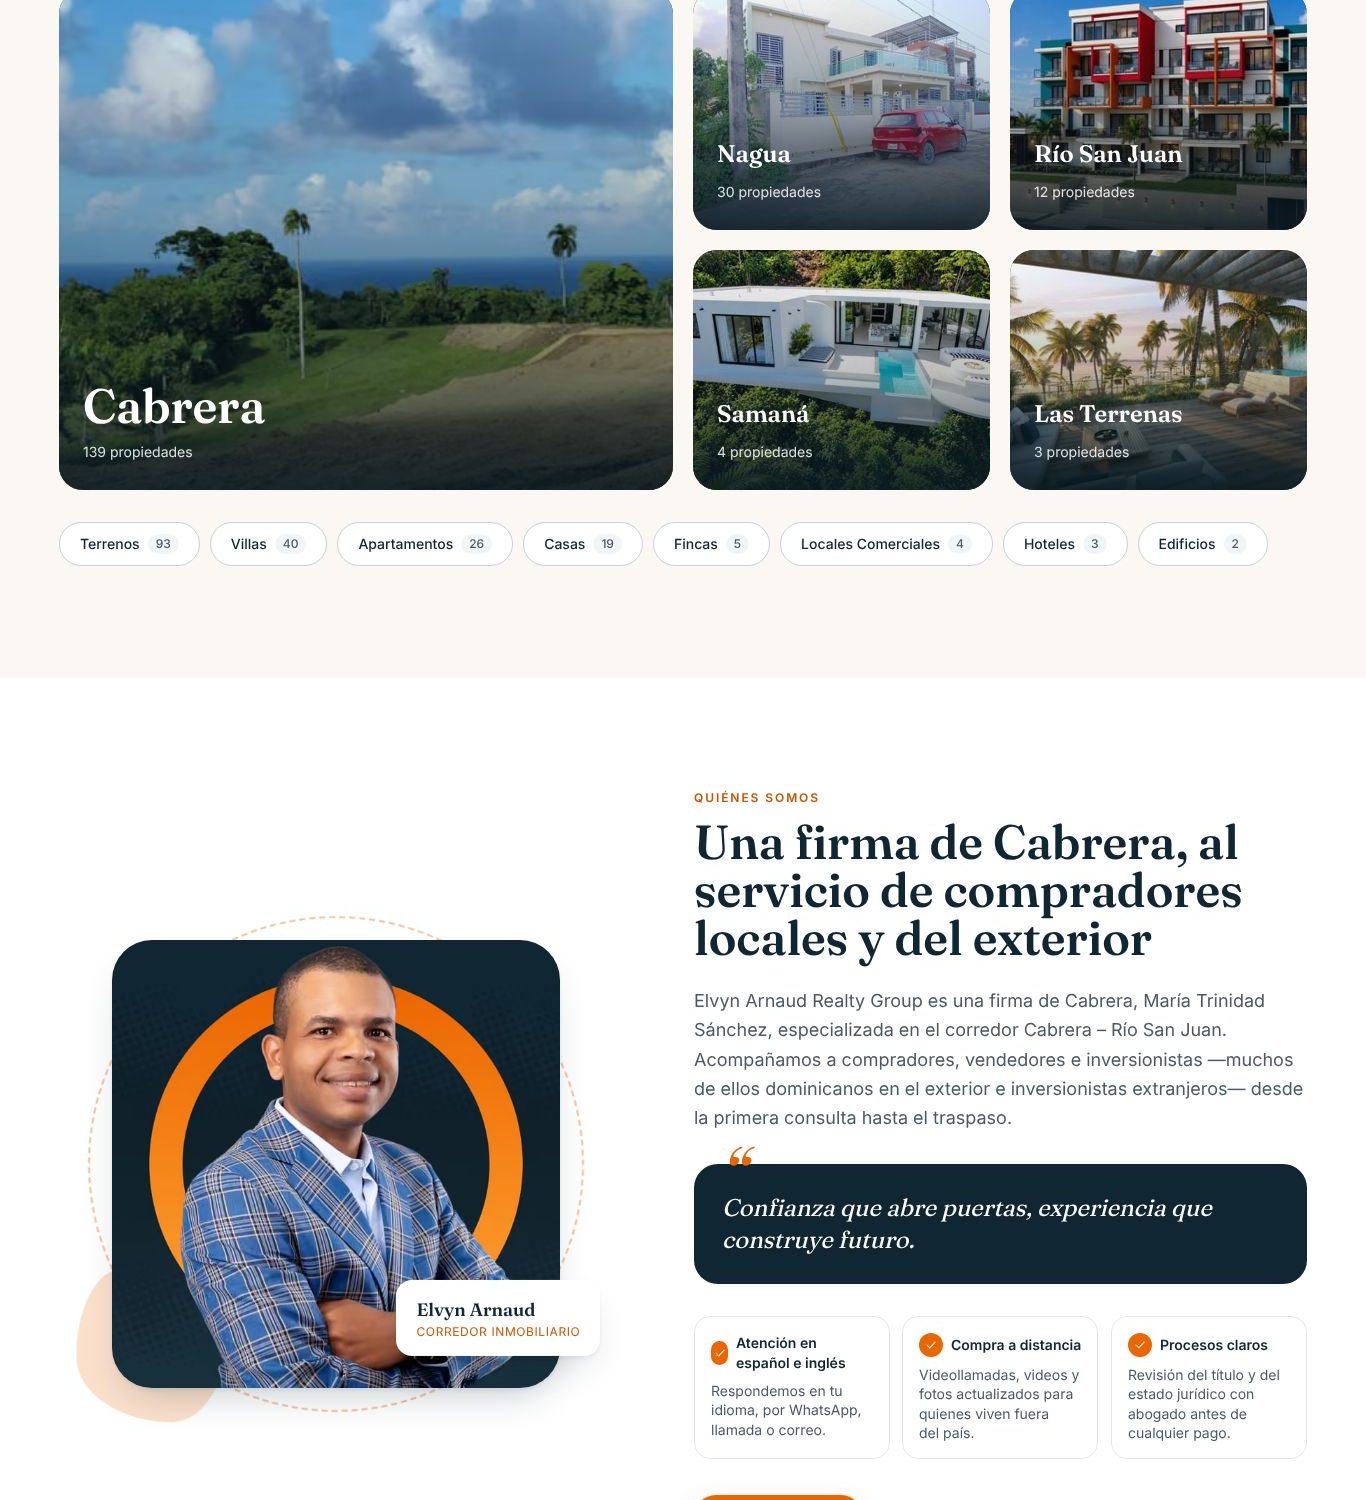 Nagua
30 propiedades
Río San Juan
12 propiedades
Cabrera
139 propiedades
Samaná
4 propiedades
Las Terrenas
3 propiedades
Terrenos 93
Villas 40
Apartamentos 26
Casas 19
Fincas 5
Locales Comerciales 4
Hoteles 3
Edificios 2
QUIÉNES SOMOS
Una firma de Cabrera, al
servicio de compradores
locales y del exterior
Elvyn Arnaud Realty Group es una firma de Cabrera, María Trinidad
Sánchez, especializada en el corredor Cabrera – Río San Juan.
Acompañamos a compradores, vendedores e inversionistas —muchos
de ellos dominicanos en el exterior e inversionistas extranjeros— desde
la primera consulta hasta el traspaso.
“
Confianza que abre puertas, experiencia que
construye futuro.
Elvyn Arnaud
CORREDOR INMOBILIARIO
Atención en
español e inglés
Respondemos en tu
idioma, por WhatsApp,
llamada o correo.
Compra a distancia
Videollamadas, videos y
fotos actualizados para
quienes viven fuera
del país.
Procesos claros
Revisión del título y del
estado jurídico con
abogado antes de
cualquier pago.